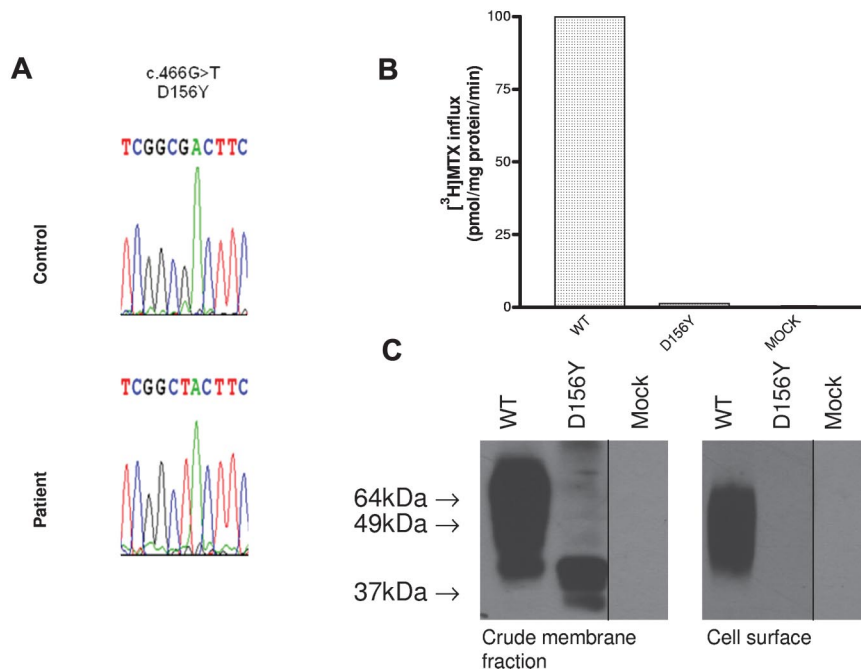 A
c.466G>T
D156Y
TCGGCGACTTC
Control
TCGGCTACTTC
Patient
B
[³H]MTX influx
(pmol/mg protein/min)
100
75
50
25
0
WT
D156Y
MOCK
C
WT
D156Y
Mock
WT
D156Y
Mock
64kDa →
49kDa →
37kDa →
Crude membrane
fraction
Cell surface